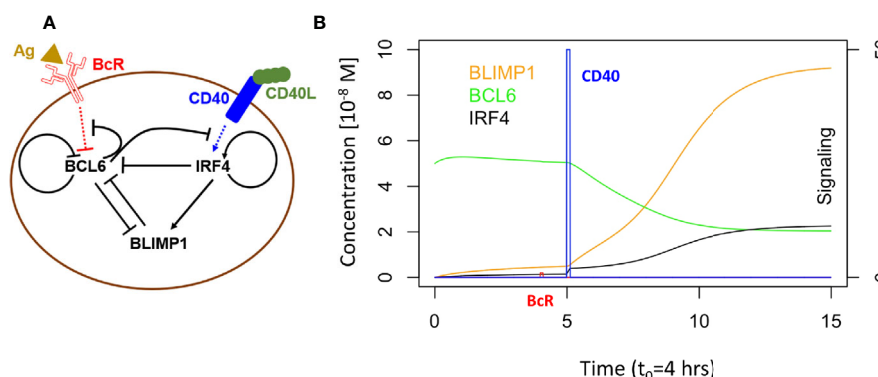 A
Ag
BcR
CD40
CD40L
BCL6
IRF4
BLIMP1
B
Concentration [10⁻⁸ M]
10
8
6
4
2
0
BLIMP1
BCL6
IRF4
CD40
BcR
Signaling
0
5
10
15
Time (t₀=4 hrs)